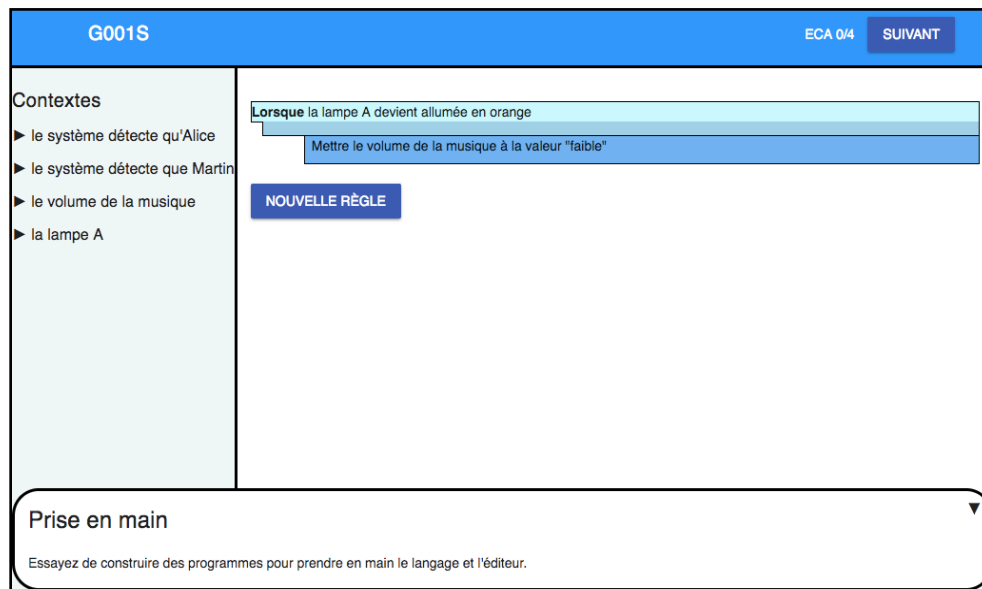 G001S
ECA 0/4
SUIVANT
Contextes
► le système détecte qu'Alice
► le système détecte que Martin
► le volume de la musique
► la lampe A
Lorsque la lampe A devient allumée en orange
Mettre le volume de la musique à la valeur "faible"
NOUVELLE RÈGLE
Prise en main
▼
Essayez de construire des programmes pour prendre en main le langage et l'éditeur.